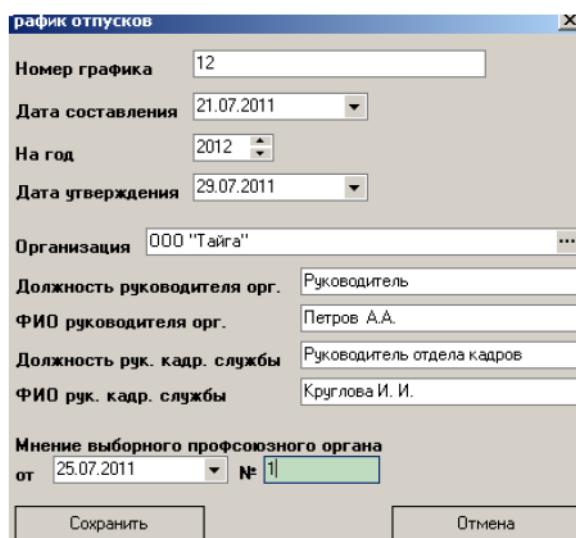 рафик отпусков
Номер графика 12
Дата составления 21.07.2011
На год 2012
Дата утверждения 29.07.2011
Организация ООО "Тайга" ...
Должность руководителя орг. Руководитель
ФИО руководителя орг. Петров А.А.
Должность рук. кадр. службы Руководитель отдела кадров
ФИО рук. кадр. службы Круглова И. И.
Мнение выборного профсоюзного органа
от 25.07.2011 № 1
Сохранить Отмена